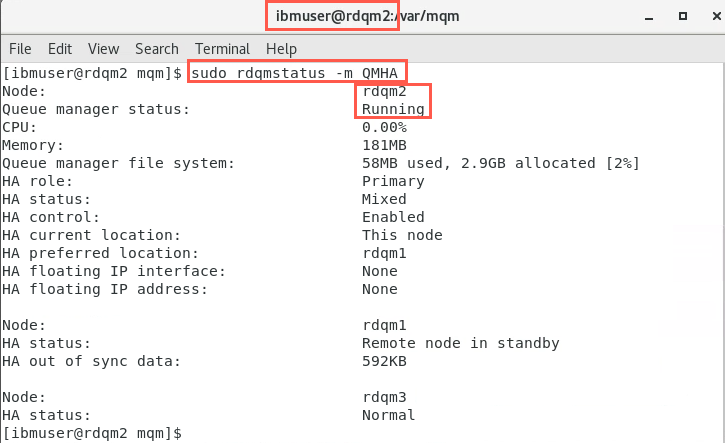 ibmuser@rdqm2:/var/mqm
File Edit View Search Terminal Help
[ibmuser@rdqm2 mqm]$ sudo rdqmstatus -m QMHA
Node: rdqm2
Queue manager status: Running
CPU: 0.00%
Memory: 181MB
Queue manager file system: 58MB used, 2.9GB allocated [2%]
HA role: Primary
HA status: Mixed
HA control: Enabled
HA current location: This node
HA preferred location: rdqm1
HA floating IP interface: None
HA floating IP address: None
Node: rdqm1
HA status: Remote node in standby
HA out of sync data: 592KB
Node: rdqm3
HA status: Normal
[ibmuser@rdqm2 mqm]$